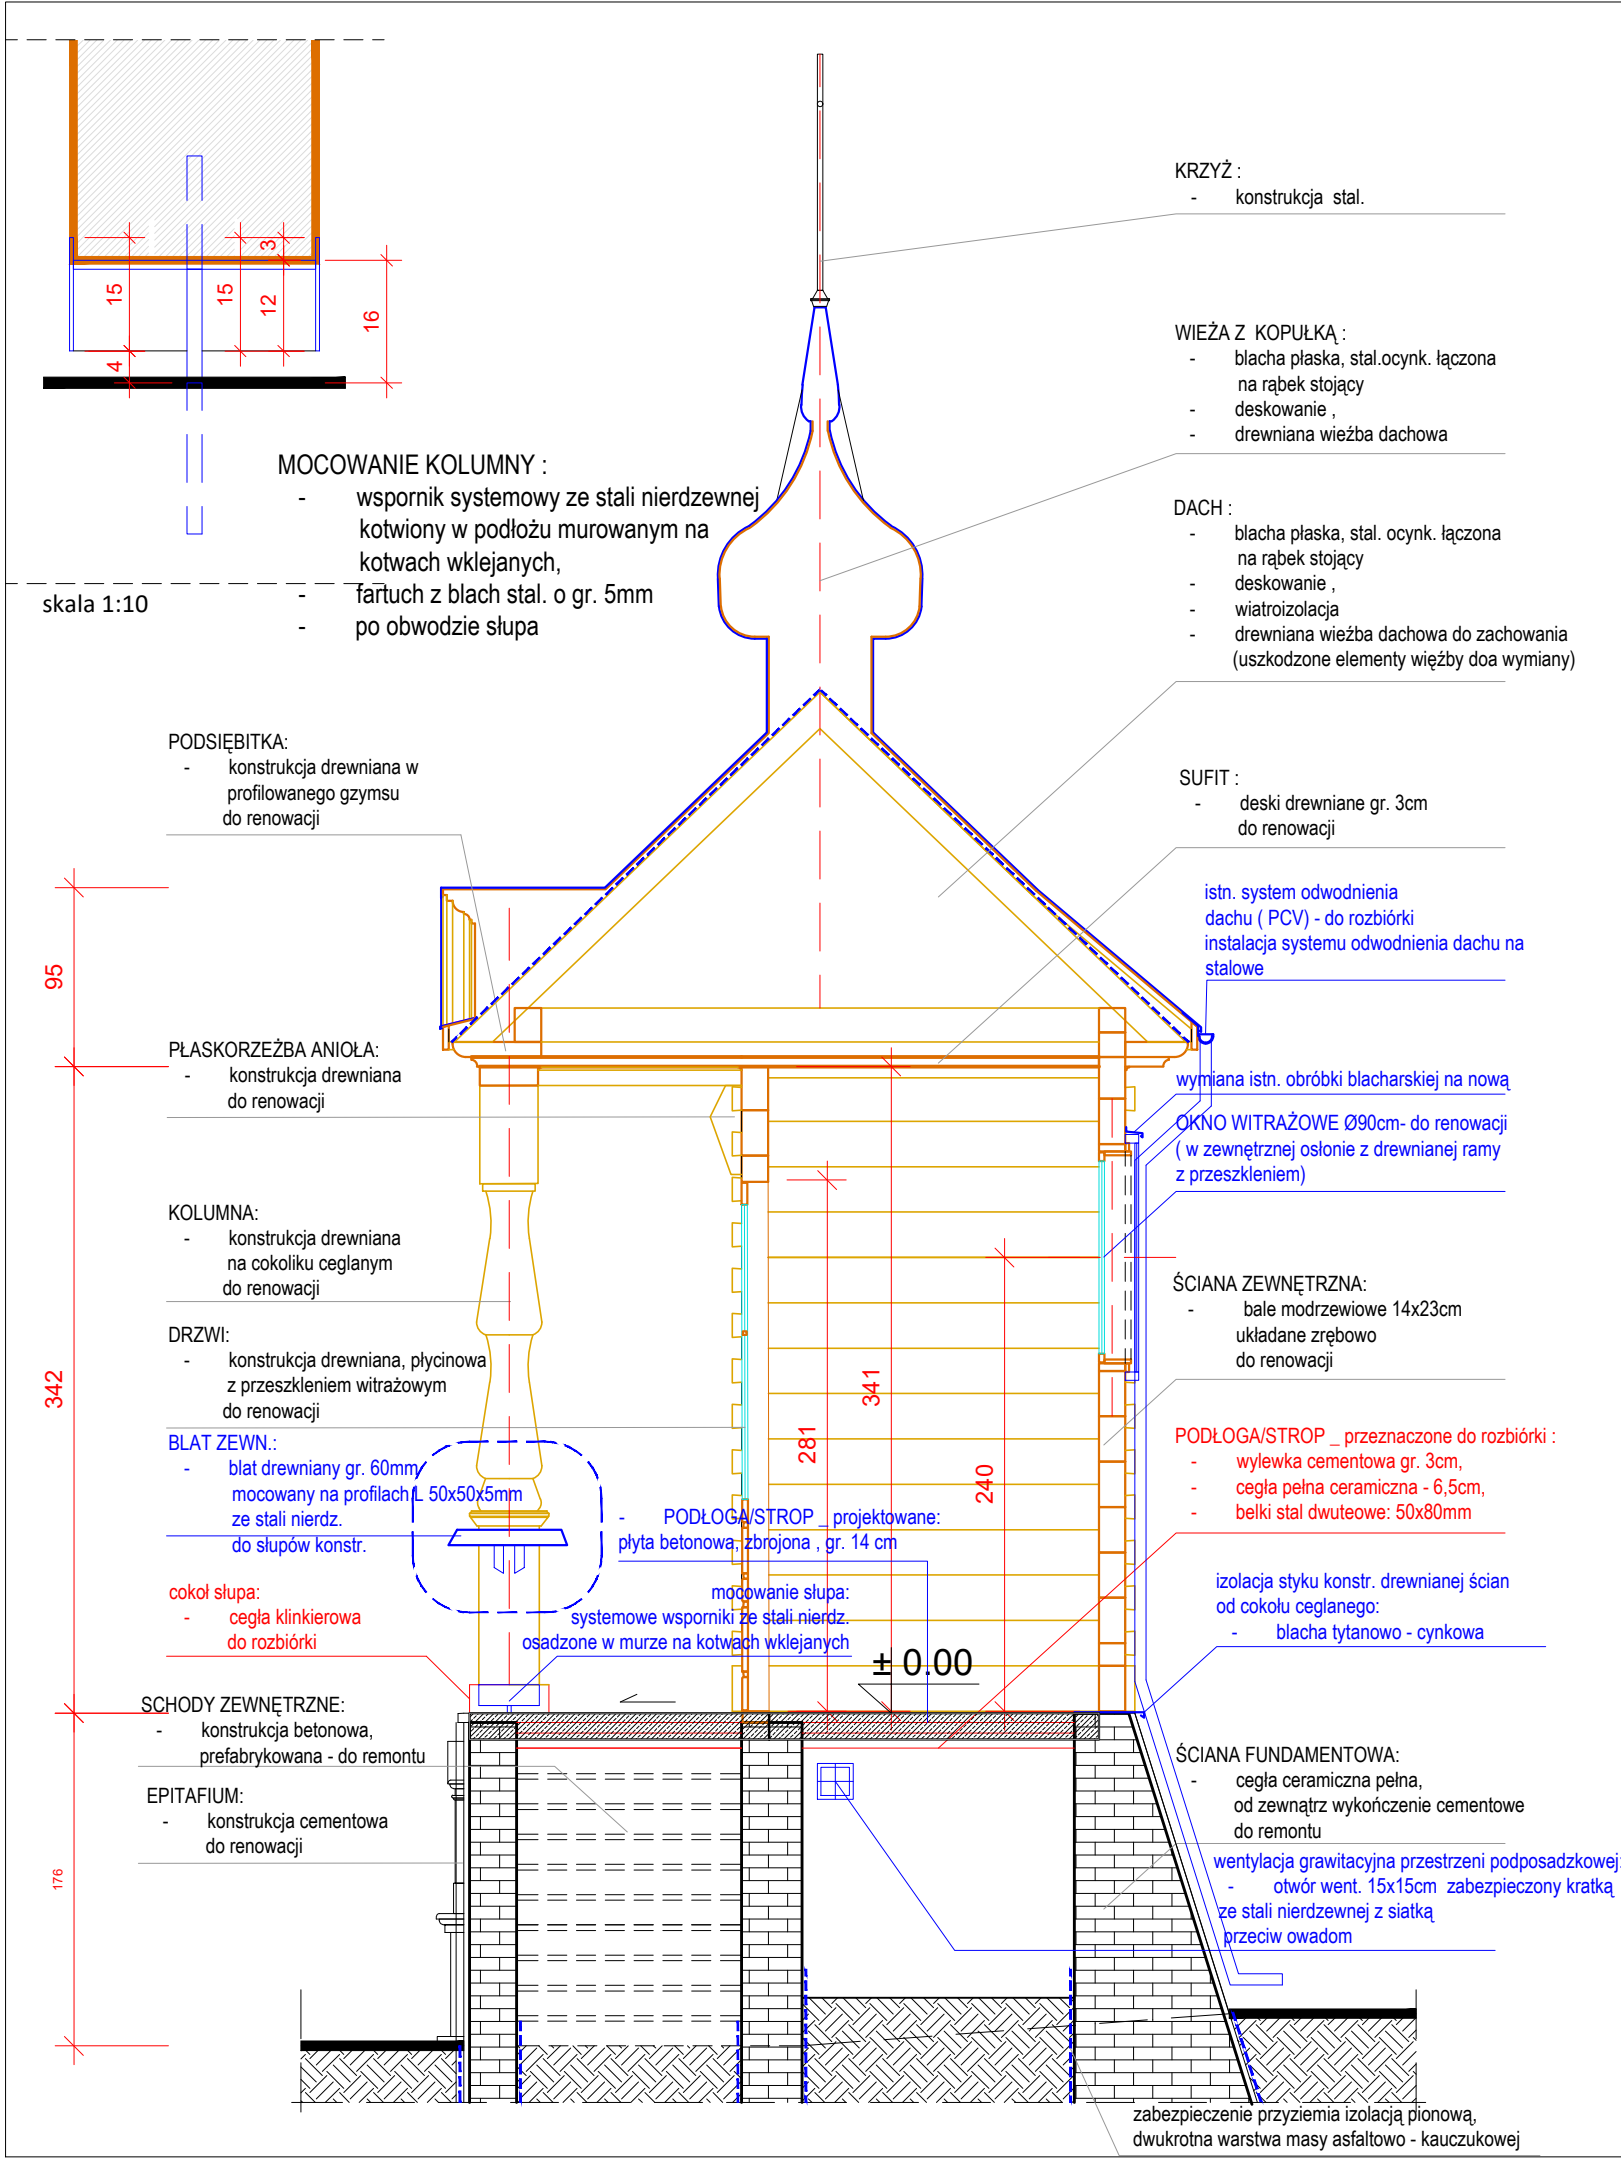 15
15
3
12
16
4
skala 1:10
MOCOWANIE KOLUMNY :
- wspornik systemowy ze stali nierdzewnej
kotwiony w podłożu murowanym na
kotwach wklejanych,
- fartuch z blach stal. o gr. 5mm
- po obwodzie słupa
KRZYŻ :
- konstrukcja stal.
WIEŻA Z KOPUŁKĄ :
- blacha płaska, stal.ocynk. łączona
na rąbek stojący
- deskowanie ,
- drewniana wieźba dachowa
DACH :
- blacha płaska, stal. ocynk. łączona
na rąbek stojący
- deskowanie ,
- wiatroizolacja
- drewniana wieźba dachowa do zachowania
(uszkodzone elementy więźby doa wymiany)
PODSIĘBITKA:
- konstrukcja drewniana w
profilowanego gzymsu
do renowacji
SUFIT :
- deski drewniane gr. 3cm
do renowacji
istn. system odwodnienia
dachu ( PCV) - do rozbiórki
instalacja systemu odwodnienia dachu na
stalowe
95
PŁASKORZEŹBA ANIOŁA:
- konstrukcja drewniana
do renowacji
wymiana istn. obróbki blacharskiej na nową
OKNO WITRAŻOWE Ø90cm- do renowacji
( w zewnętrznej osłonie z drewnianej ramy
z przeszkleniem)
KOLUMNA:
- konstrukcja drewniana
na cokoliku ceglanym
do renowacji
ŚCIANA ZEWNĘTRZNA:
- bale modrzewiowe 14x23cm
układane zrębowo
do renowacji
DRZWI:
- konstrukcja drewniana, płycinowa
z przeszkleniem witrażowym
do renowacji
342
341
281
240
BLAT ZEWN.:
- blat drewniany gr. 60mm
mocowany na profilach L 50x50x5mm
ze stali nierdz.
do słupów konstr.
PODŁOGA/STROP _ przeznaczone do rozbiórki :
- wylewka cementowa gr. 3cm,
- cegła pełna ceramiczna - 6,5cm,
- belki stal dwuteowe: 50x80mm
- PODŁOGA/STROP _ projektowane:
płyta betonowa, zbrojona , gr. 14 cm
cokoł słupa:
- cegła klinkierowa
do rozbiórki
mocowanie słupa:
systemowe wsporniki ze stali nierdz.
osadzone w murze na kotwach wklejanych
izolacja styku konstr. drewnianej ścian
od cokołu ceglanego:
- blacha tytanowo - cynkowa
± 0.00
SCHODY ZEWNĘTRZNE:
- konstrukcja betonowa,
prefabrykowana - do remontu
EPITAFIUM:
- konstrukcja cementowa
do renowacji
176
ŚCIANA FUNDAMENTOWA:
- cegła ceramiczna pełna,
od zewnątrz wykończenie cementowe
do remontu
wentylacja grawitacyjna przestrzeni podposadzkowej:
- otwór went. 15x15cm zabezpieczony kratką
ze stali nierdzewnej z siatką
przeciw owadom
zabezpieczenie przyziemia izolacją pionową,
dwukrotna warstwa masy asfaltowo - kauczukowej